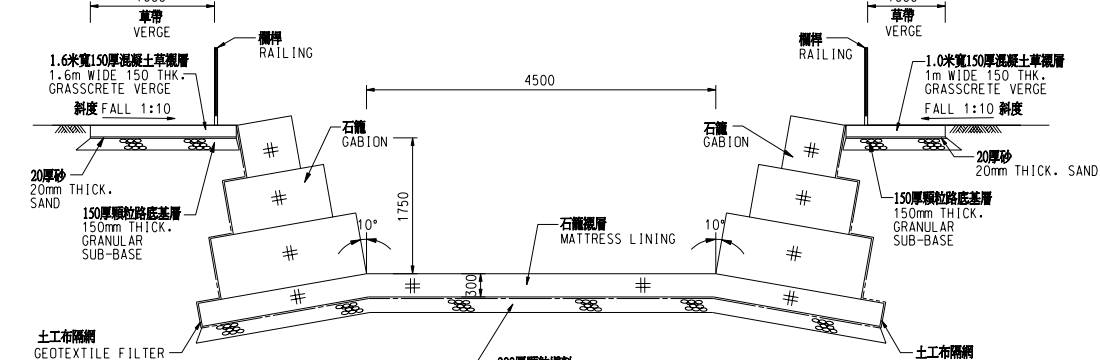 草帶
VERGE
草帶
VERGE
欄桿
RAILING
欄桿
RAILING
1.6米寬150厚混凝土草襯層
1.6m WIDE 150 THK.
GRASSCRETE VERGE
斜度 FALL 1:10
4500
1.0米寬150厚混凝土草襯層
1m WIDE 150 THK.
GRASSCRETE VERGE
FALL 1:10 斜度
石籠
GABION
石籠
GABION
20厚砂
20mm THICK.
SAND
20厚砂
20mm THICK. SAND
150厚顆粒路底基層
150mm THICK.
GRANULAR
SUB-BASE
1750
150厚顆粒路底基層
150mm THICK.
GRANULAR
SUB-BASE
10°
10°
石籠襯層
MATTRESS LINING
300
土工布隔網
GEOTEXTILE FILTER
土工布隔網